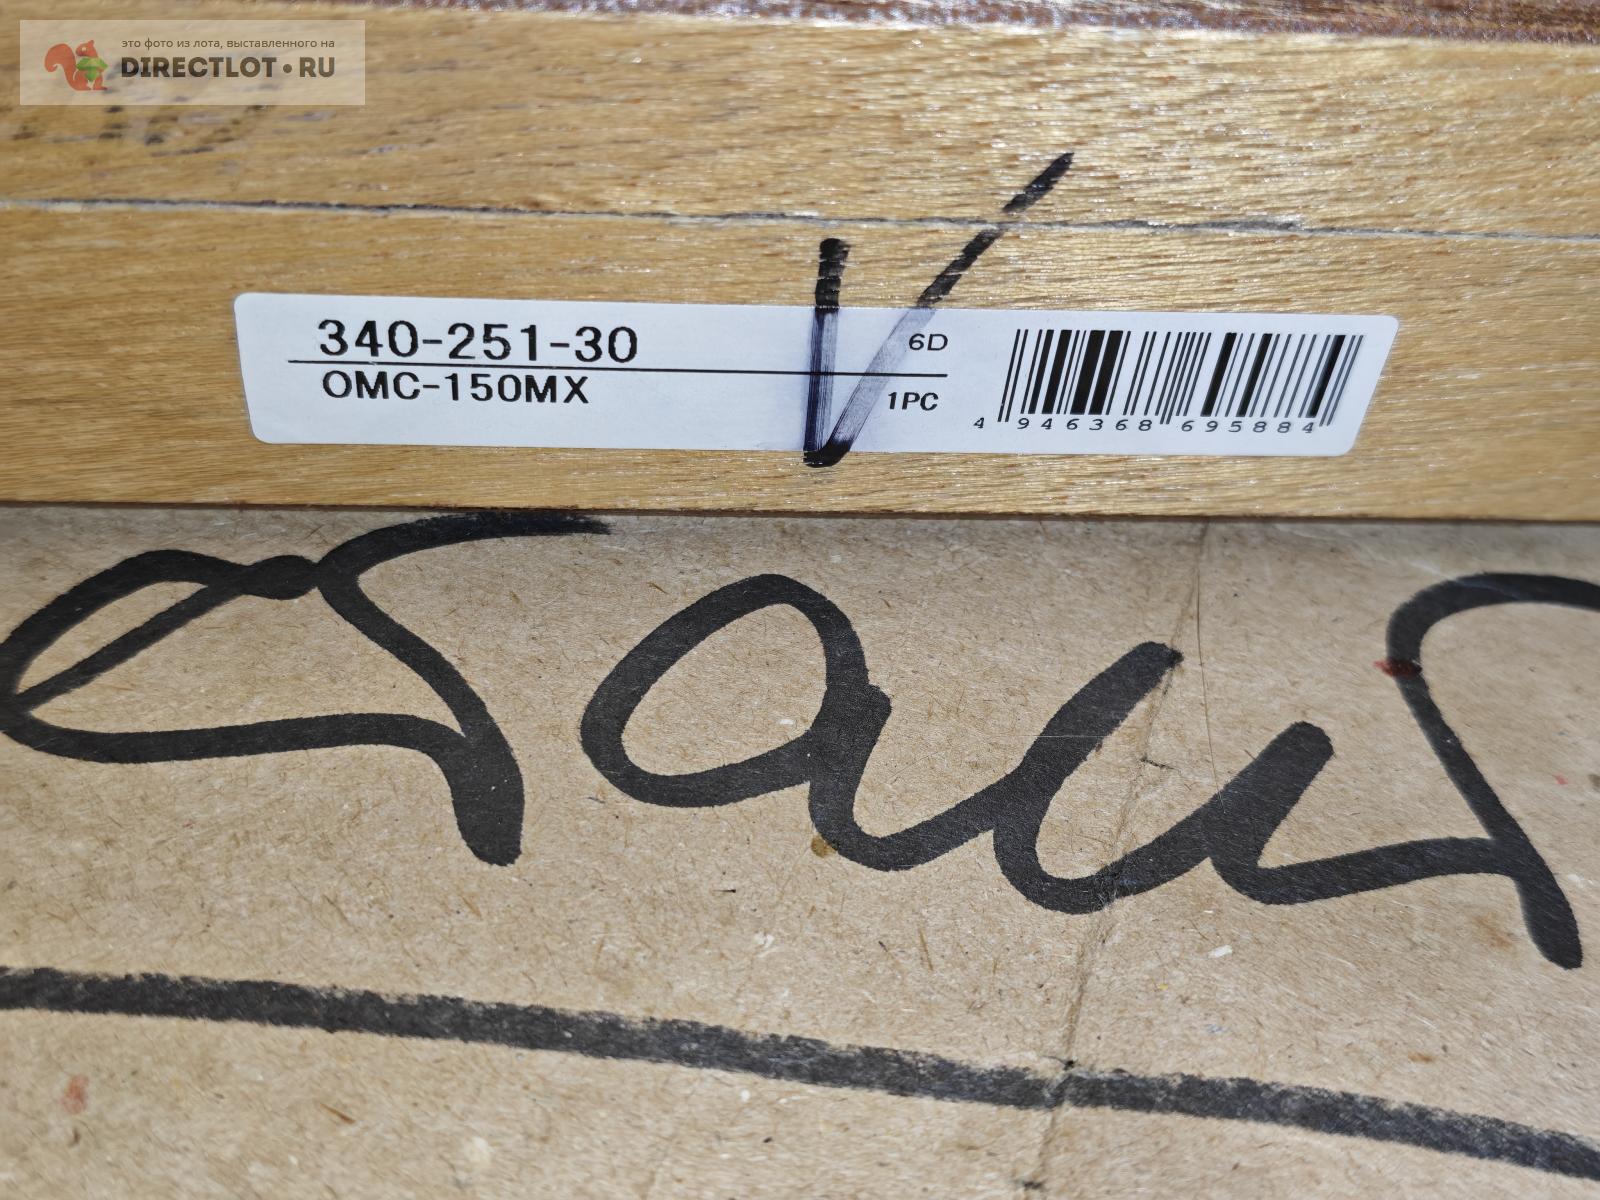 это фото из лота, выставленного на
DIRECTLOT•RU
340-251-30
6D
OMC-150MX
1PC
4 946368 695884